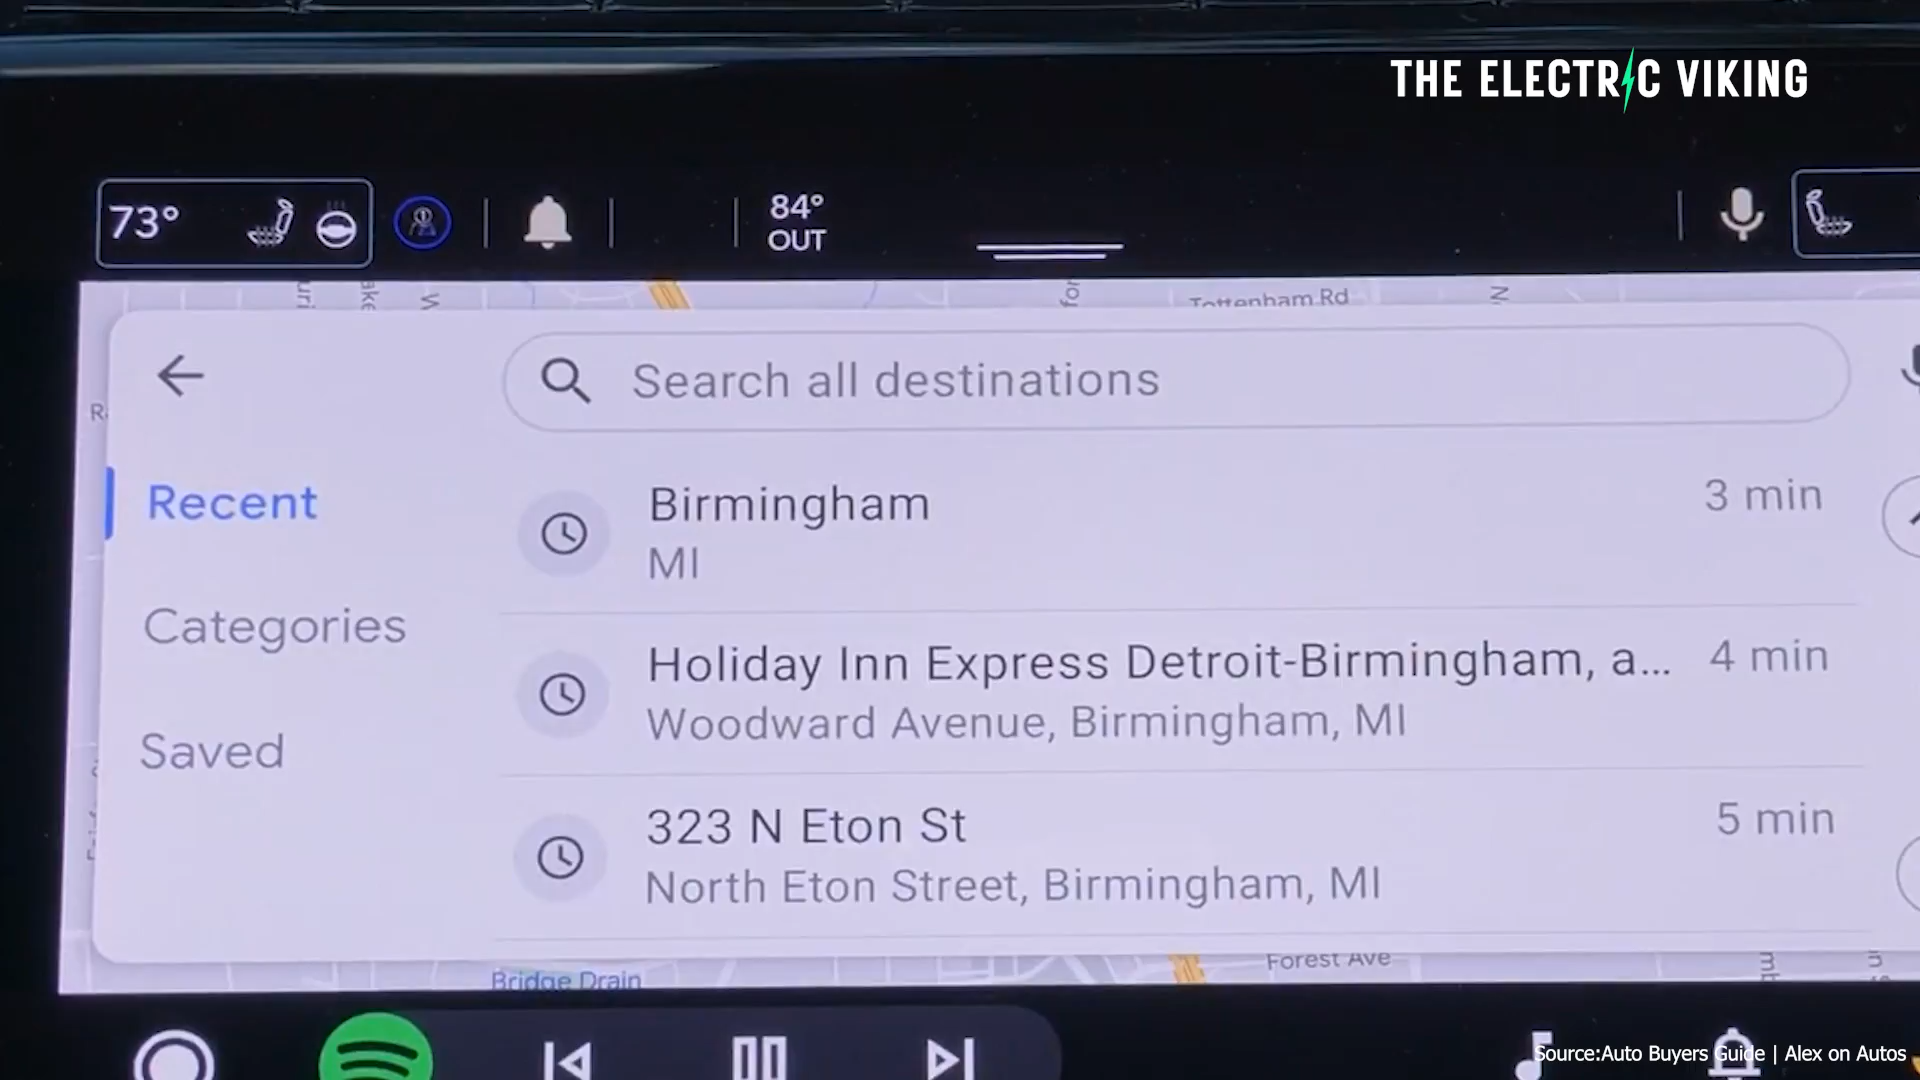 THE ELECTRIC VIKING
73°
84°
OUT
Tottenham Rd
Search all destinations
Recent
Birmingham
3 min
MI
Categories
Holiday Inn Express Detroit-Birmingham, a...
4 min
Woodward Avenue, Birmingham, MI
Saved
323 N Eton St
5 min
North Eton Street, Birmingham, MI
Forest Ave
Bridge Drain
Source:Auto Buyers Guide | Alex on Autos